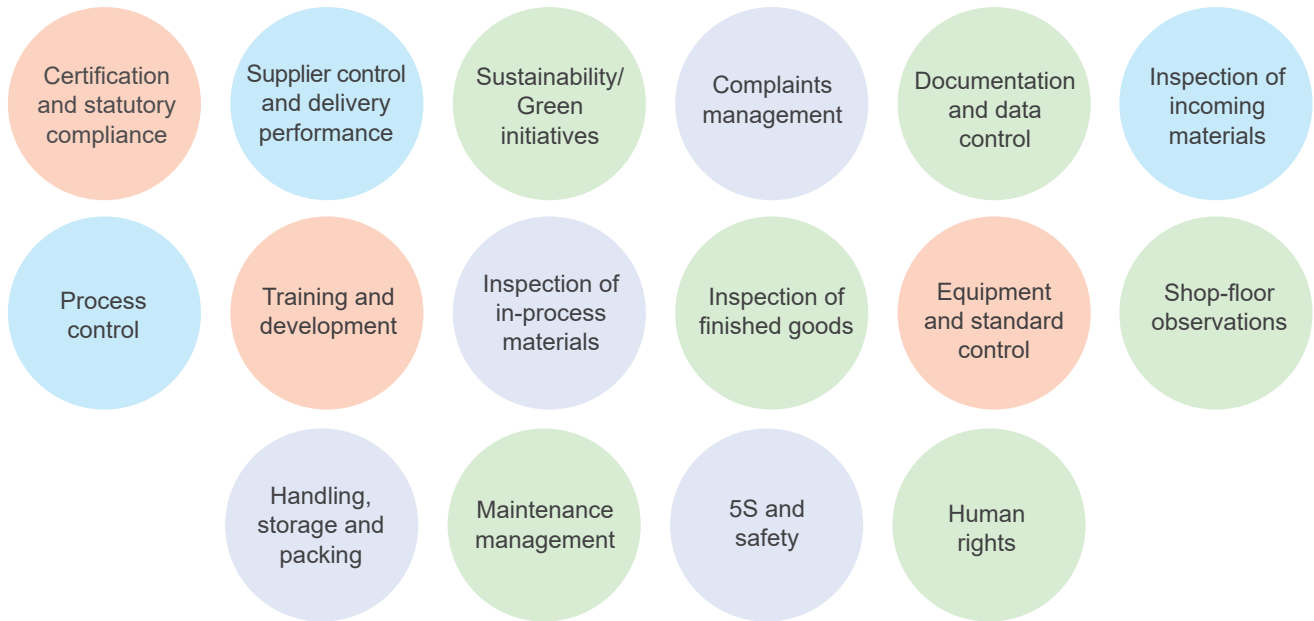 Certification
and statutory
compliance
Supplier control
and delivery
performance
Sustainability/
Green
initiatives
Complaints
management
Documentation
and data
control
Inspection of
incoming
materials
Process
control
Training and
development
Inspection of
in-process
materials
Inspection of
finished goods
Equipment
and standard
control
Shop-floor
observations
Handling,
storage and
packing
Maintenance
management
5S and
safety
Human
rights